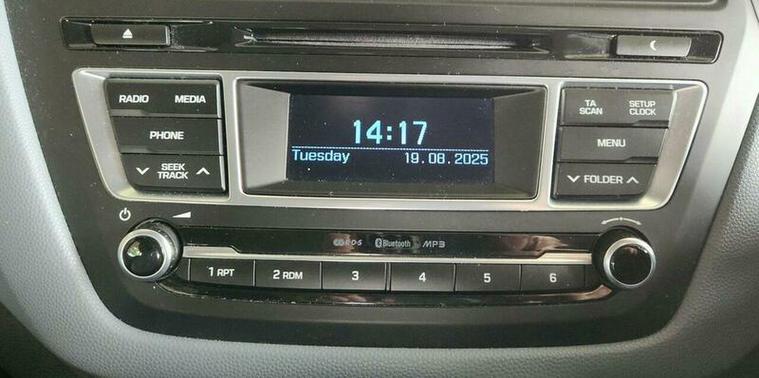 RADIO MEDIA
PHONE
SEEK
TRACK
14:17
Tuesday 19.08.2025
TA
SCAN
SETUP
CLOCK
MENU
FOLDER
RDS Bluetooth MP3
1 RPT 2 RDM 3 4 5 6